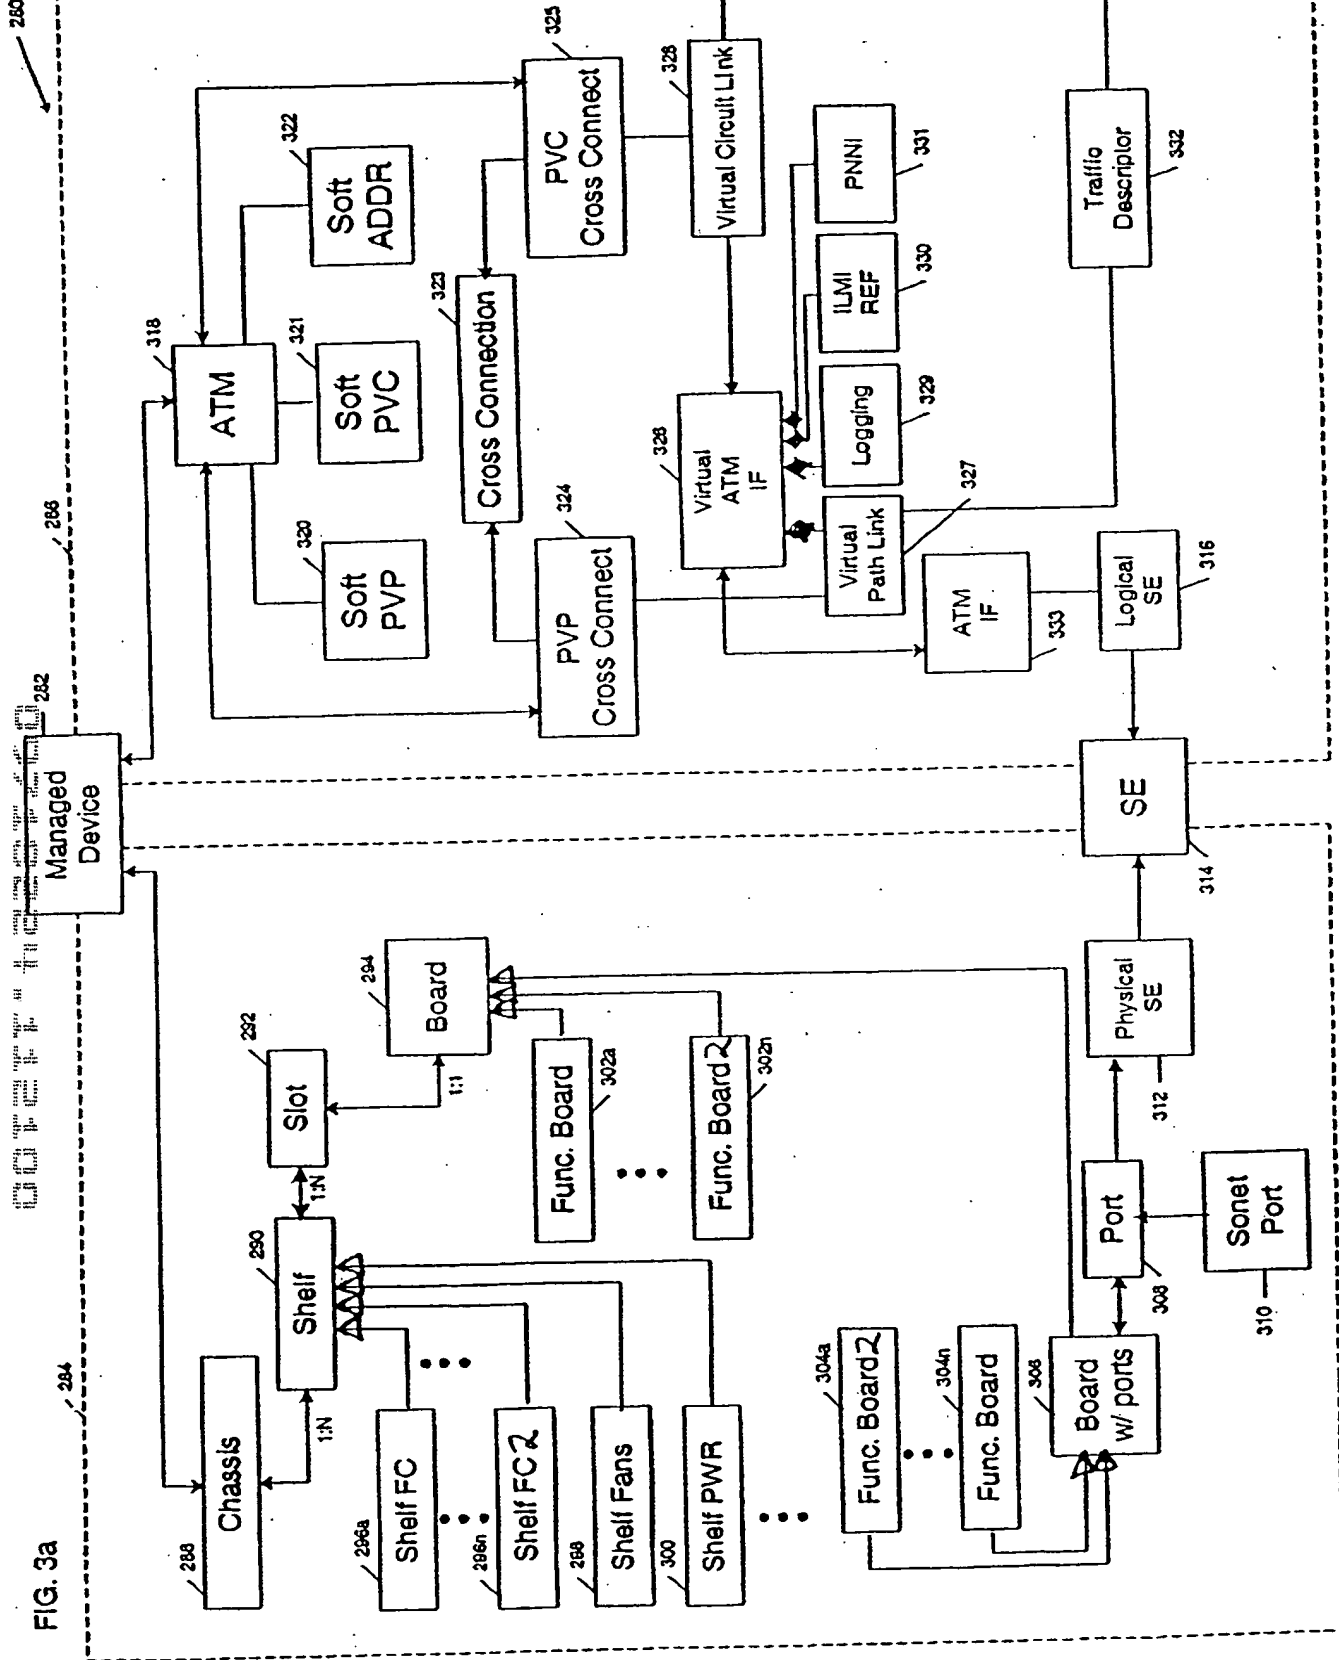 FIG. 3a
280
282
Managed
Device
284
266
288
Chassis
1:N
290
Shelf
1:N
292
Slot
1:1
294
Board
296a
Shelf FC
296n
Shelf FC 2
298
Shelf Fans
300
Shelf PWR
Func. Board
302a
Func. Board 2
302n
304a
Func. Board 2
304n
Func. Board
306
Board
w/ ports
Port
308
Sonet
Port
310
Physical
SE
312
SE
314
318
ATM
320
Soft
PVP
321
Soft
PVC
322
Soft
ADDR
323
Cross Connection
324
PVP
Cross Connect
325
PVC
Cross Connect
326
Virtual
ATM
IF
328
Virtual Circuit Link
Virtual
Path Link
327
Logging
329
ILMI
REF
330
PNNI
331
Traffic
Descriptor
332
ATM
IF
333
Logical
SE
316